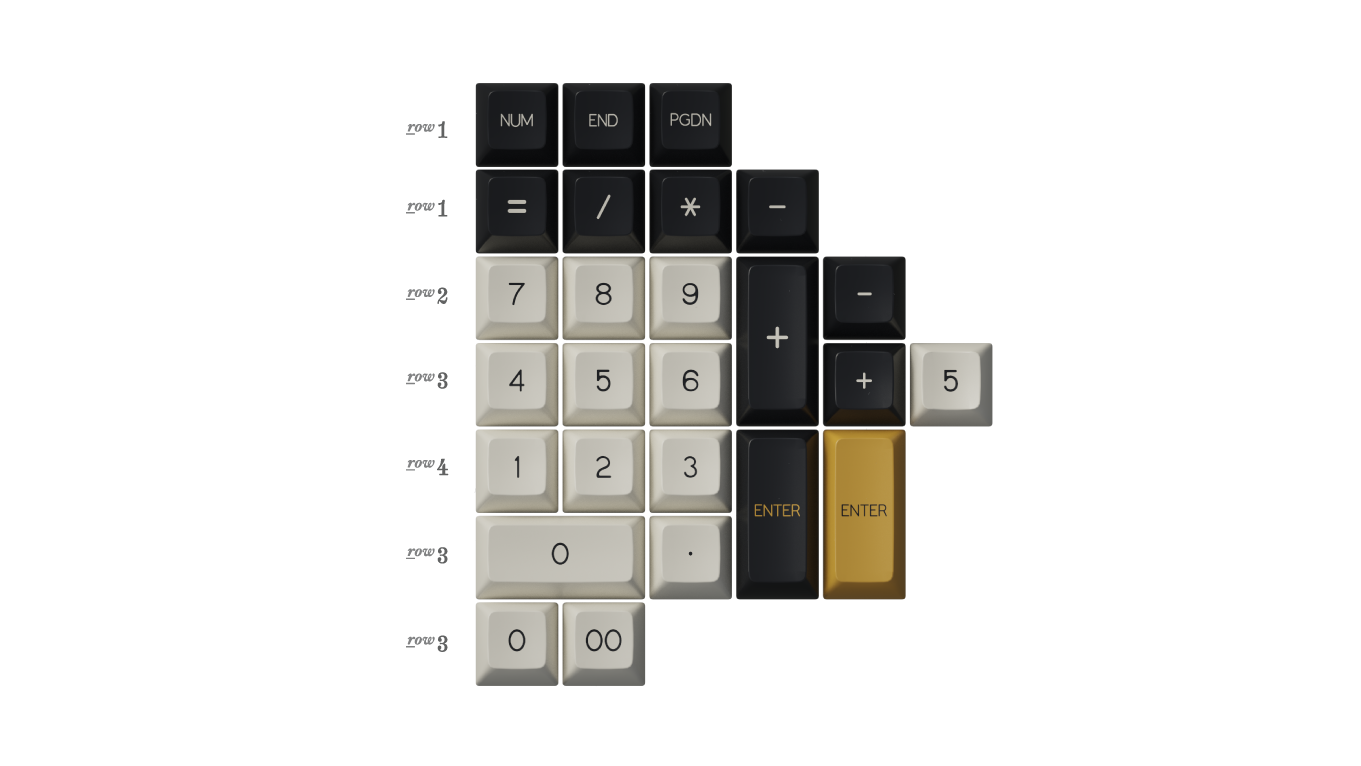 row1 NUM END PGDN
row1 = / * −
row2 7 8 9 + −
row3 4 5 6 + 5
row4 1 2 3 ENTER ENTER
row3 0 .
row3 0 00